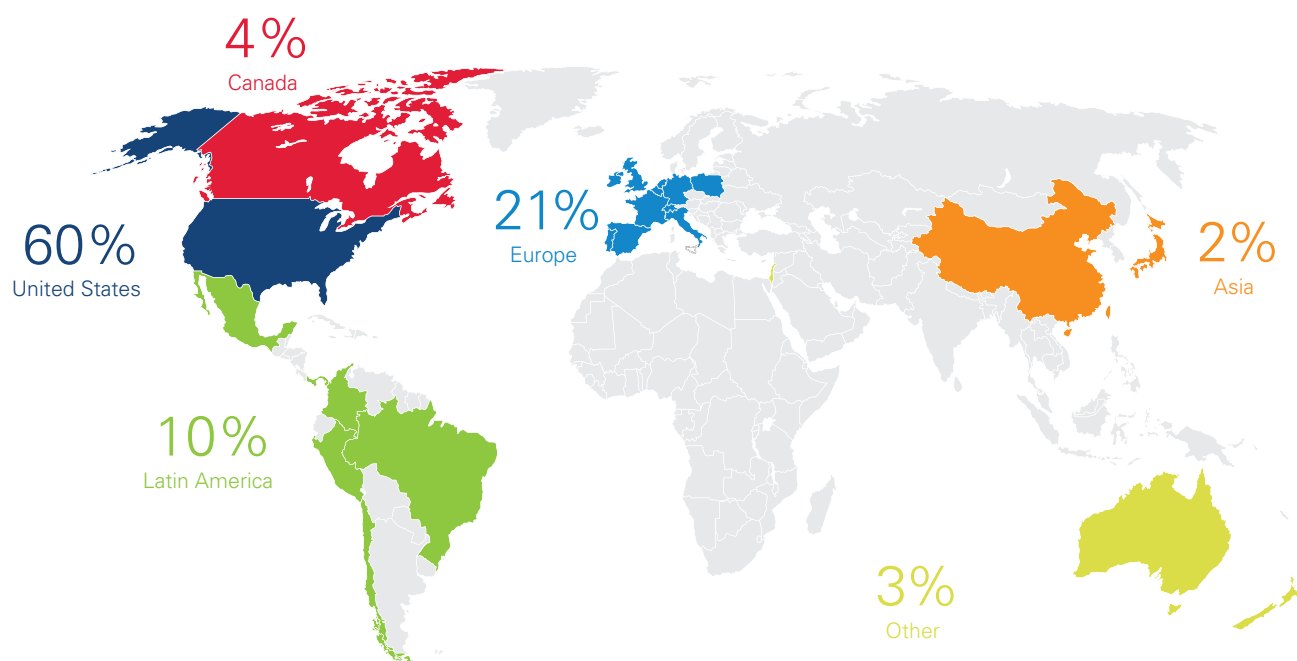 4%
Canada
60%
United States
21%
Europe
2%
Asia
10%
Latin America
3%
Other